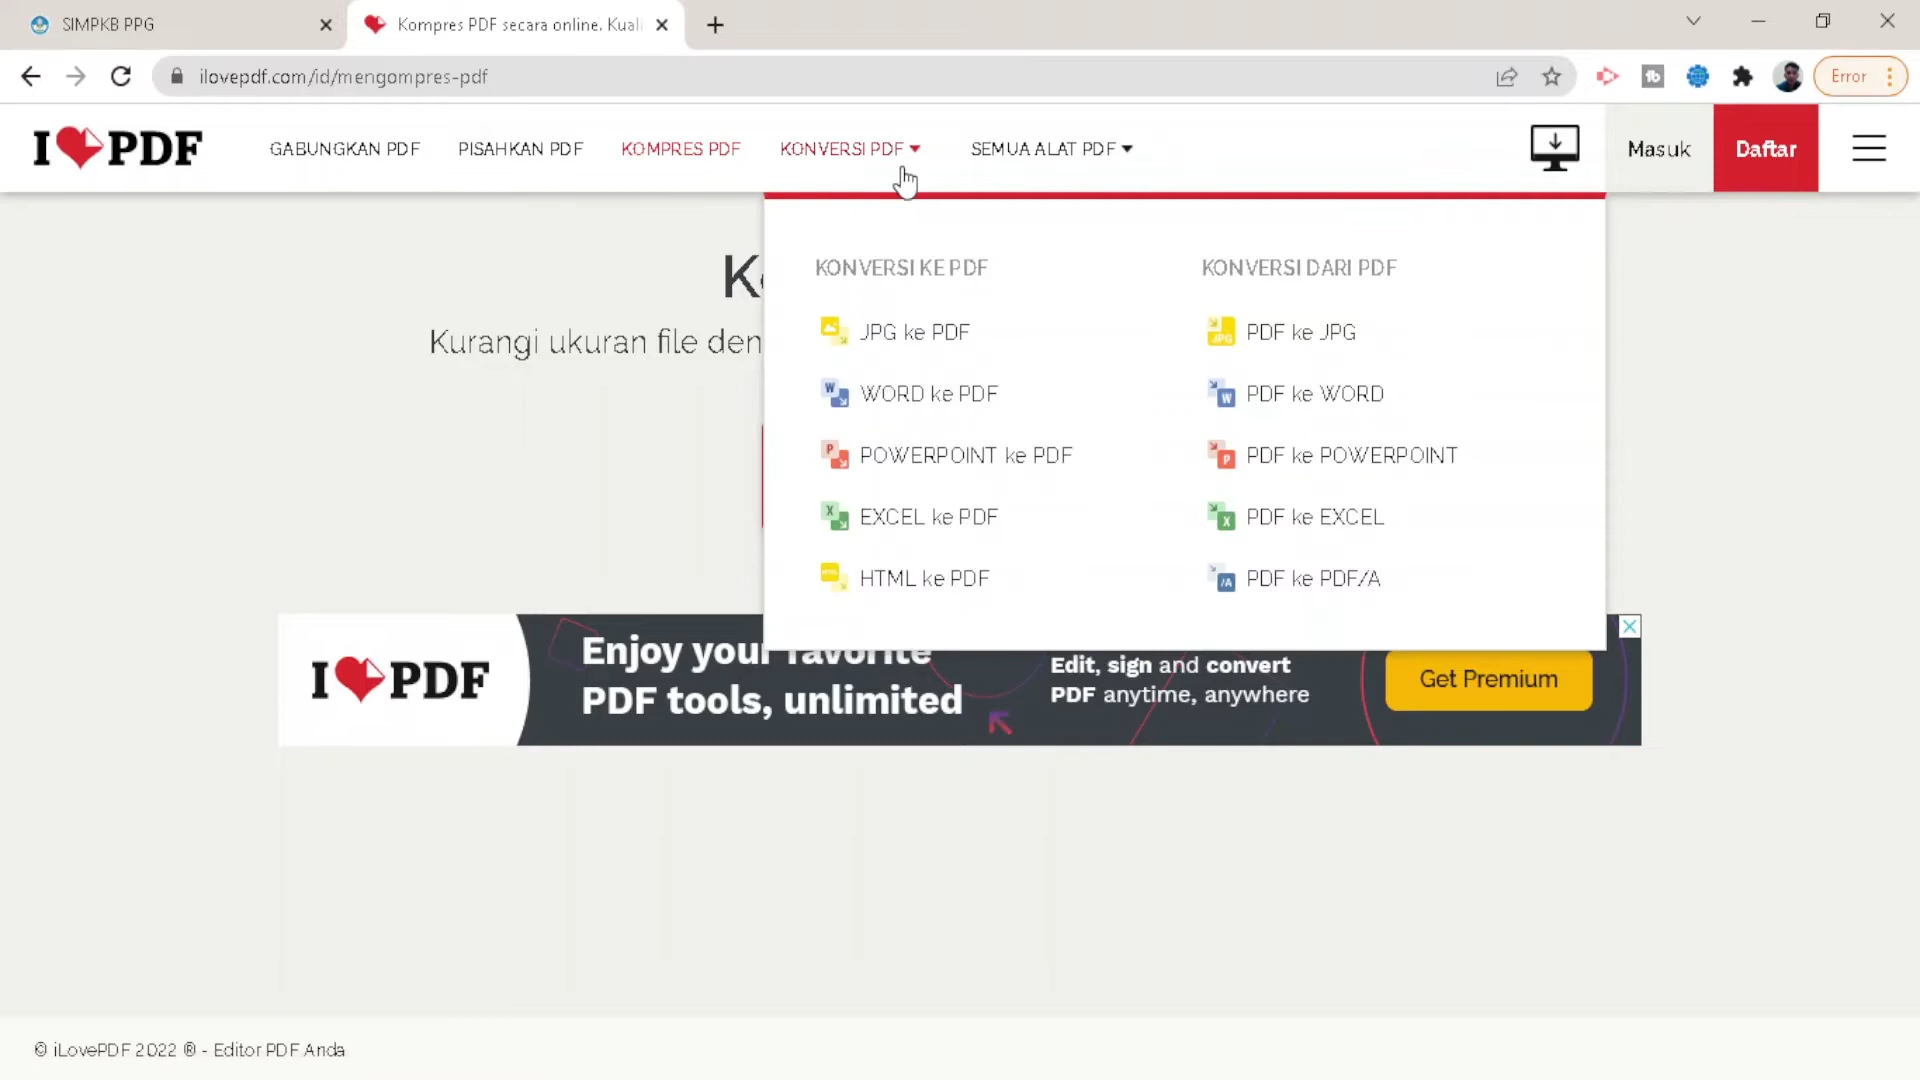 SIMPKB PPG
Kompres PDF secara online. Kuali
ilovepdf.com/id/mengompres-pdf
Error
I PDF
GABUNGKAN PDF
PISAHKAN PDF
KOMPRES PDF
KONVERSI PDF
SEMUA ALAT PDF
Masuk
Daftar
Kurangi ukuran file den
KONVERSI KE PDF
JPG ke PDF
WORD ke PDF
POWERPOINT ke PDF
EXCEL ke PDF
HTML ke PDF
KONVERSI DARI PDF
PDF ke JPG
PDF ke WORD
PDF ke POWERPOINT
PDF ke EXCEL
PDF ke PDF/A
I PDF
Enjoy your favorite
PDF tools, unlimited
Edit, sign and convert
PDF anytime, anywhere
Get Premium
© iLovePDF 2022 ® - Editor PDF Anda